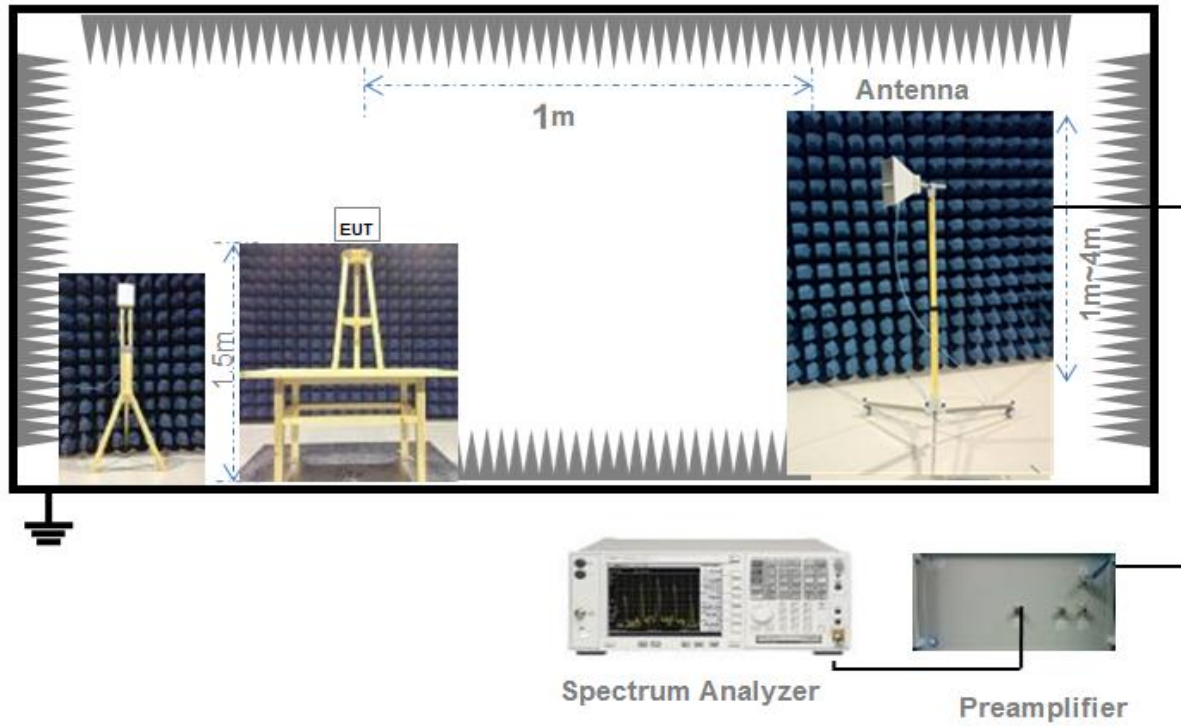 1m
Antenna
EUT
1.5m
1m~4m
Spectrum Analyzer
Preamplifier